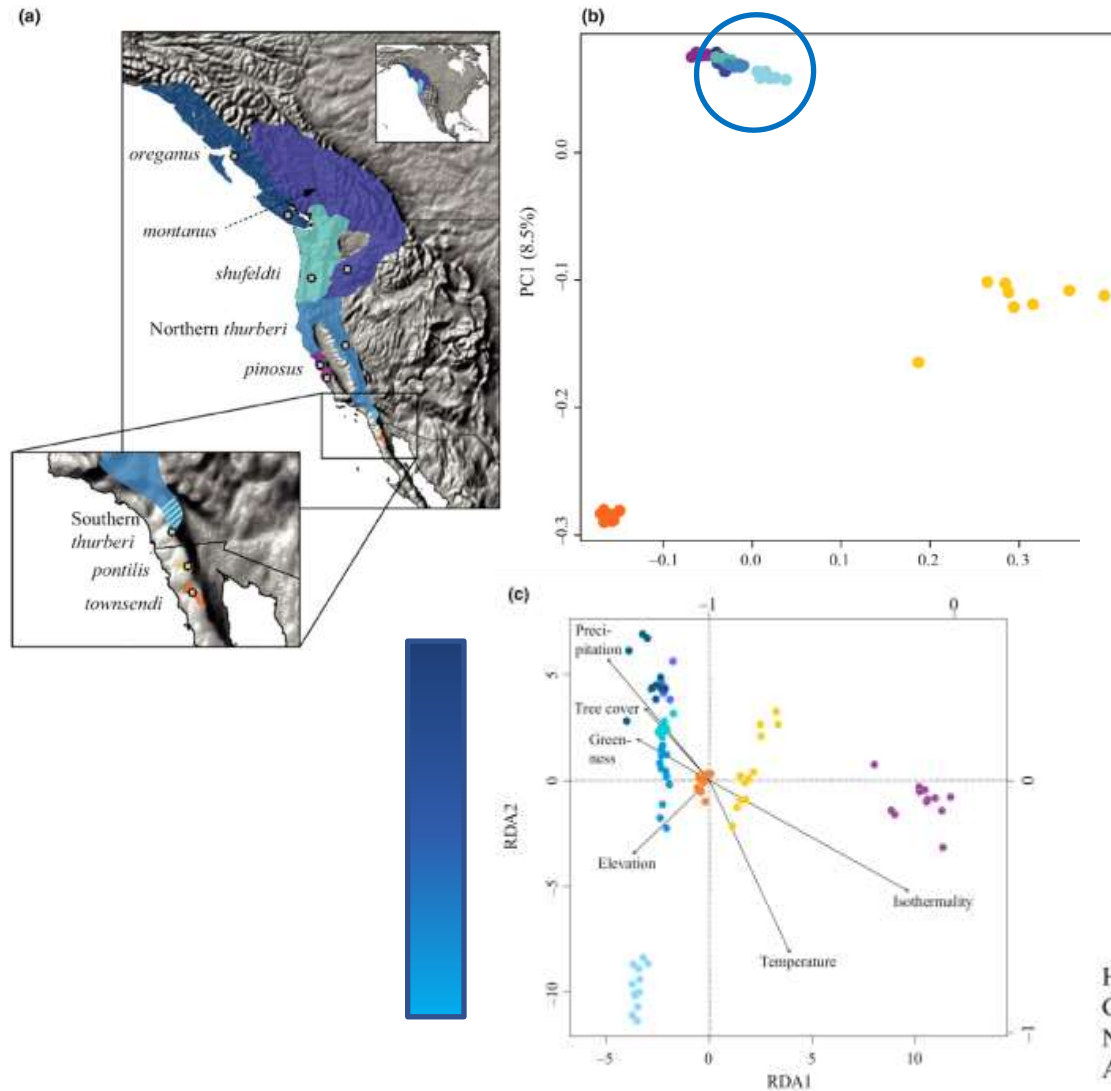 (a)
oreganus
montanus
shufeldti
Northern thurberi
pinosus
Southern
thurberi
pontilis
townsendi
(b)
PC1 (8.5%)
0.0
−0.1
−0.2
−0.3
−0.1
0.0
0.1
0.2
0.3
(c)
−1
0
Preci-
pitation
Tree cover
Green-
ness
Elevation
Isothermality
Temperature
RDA2
5
0
−5
−10
0
−1
−5
0
5
10
RDA1